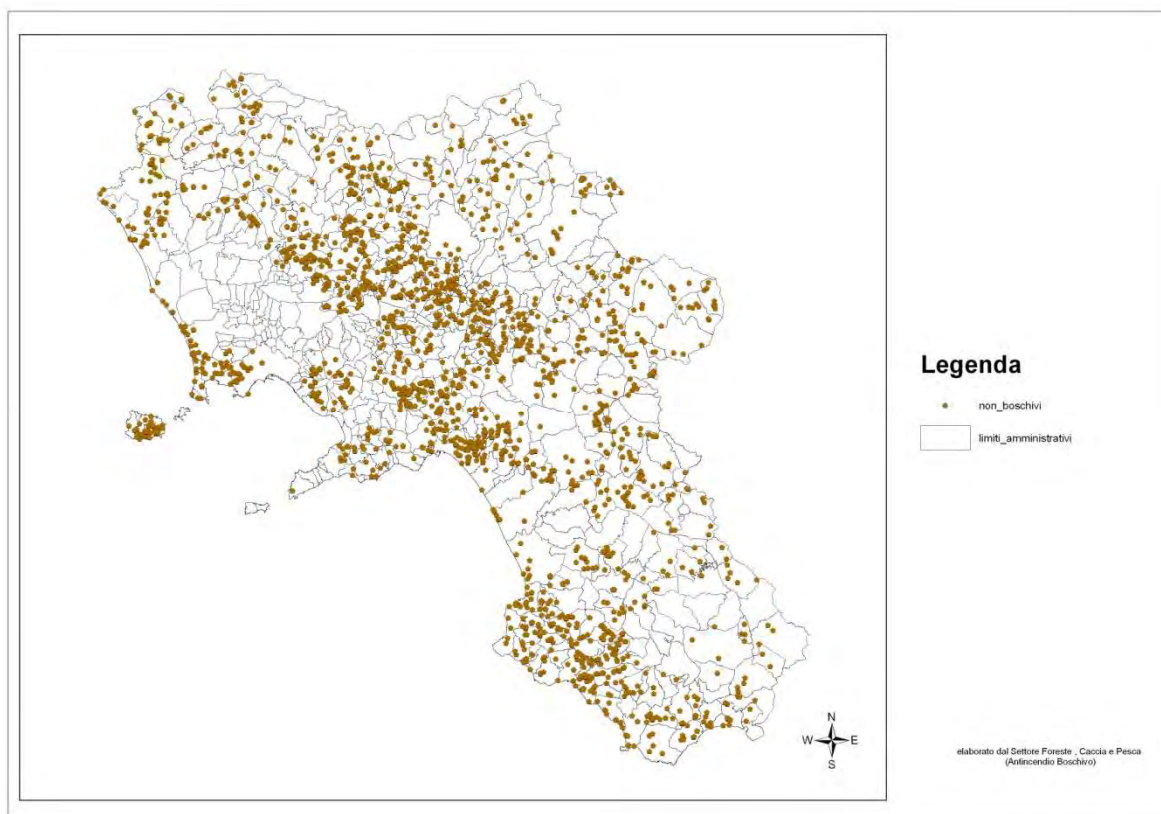 Legenda
non_boschivi
limiti_amministrativi
N
W E
S
elaborato dal Settore Foreste , Caccia e Pesca
(Antincendio Boschivo)